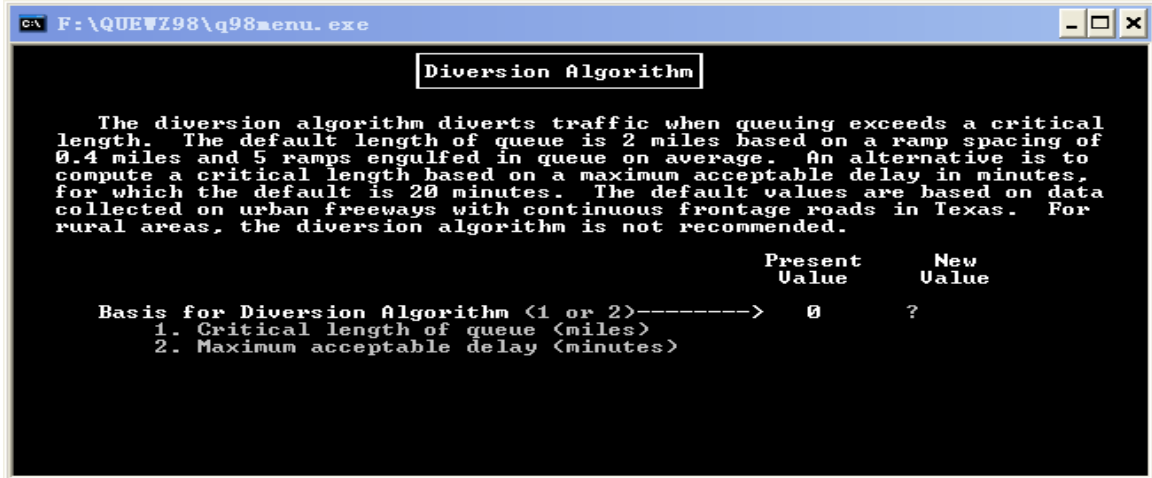 F:\QUEWZ98\q98menu.exe
Diversion Algorithm
The diversion algorithm diverts traffic when queuing exceeds a critical
length. The default length of queue is 2 miles based on a ramp spacing of
0.4 miles and 5 ramps engulfed in queue on average. An alternative is to
compute a critical length based on a maximum acceptable delay in minutes,
for which the default is 20 minutes. The default values are based on data
collected on urban freeways with continuous frontage roads in Texas. For
rural areas, the diversion algorithm is not recommended.
Present New
Value Value
Basis for Diversion Algorithm (1 or 2)--------> 0 ?
1. Critical length of queue (miles)
2. Maximum acceptable delay (minutes)